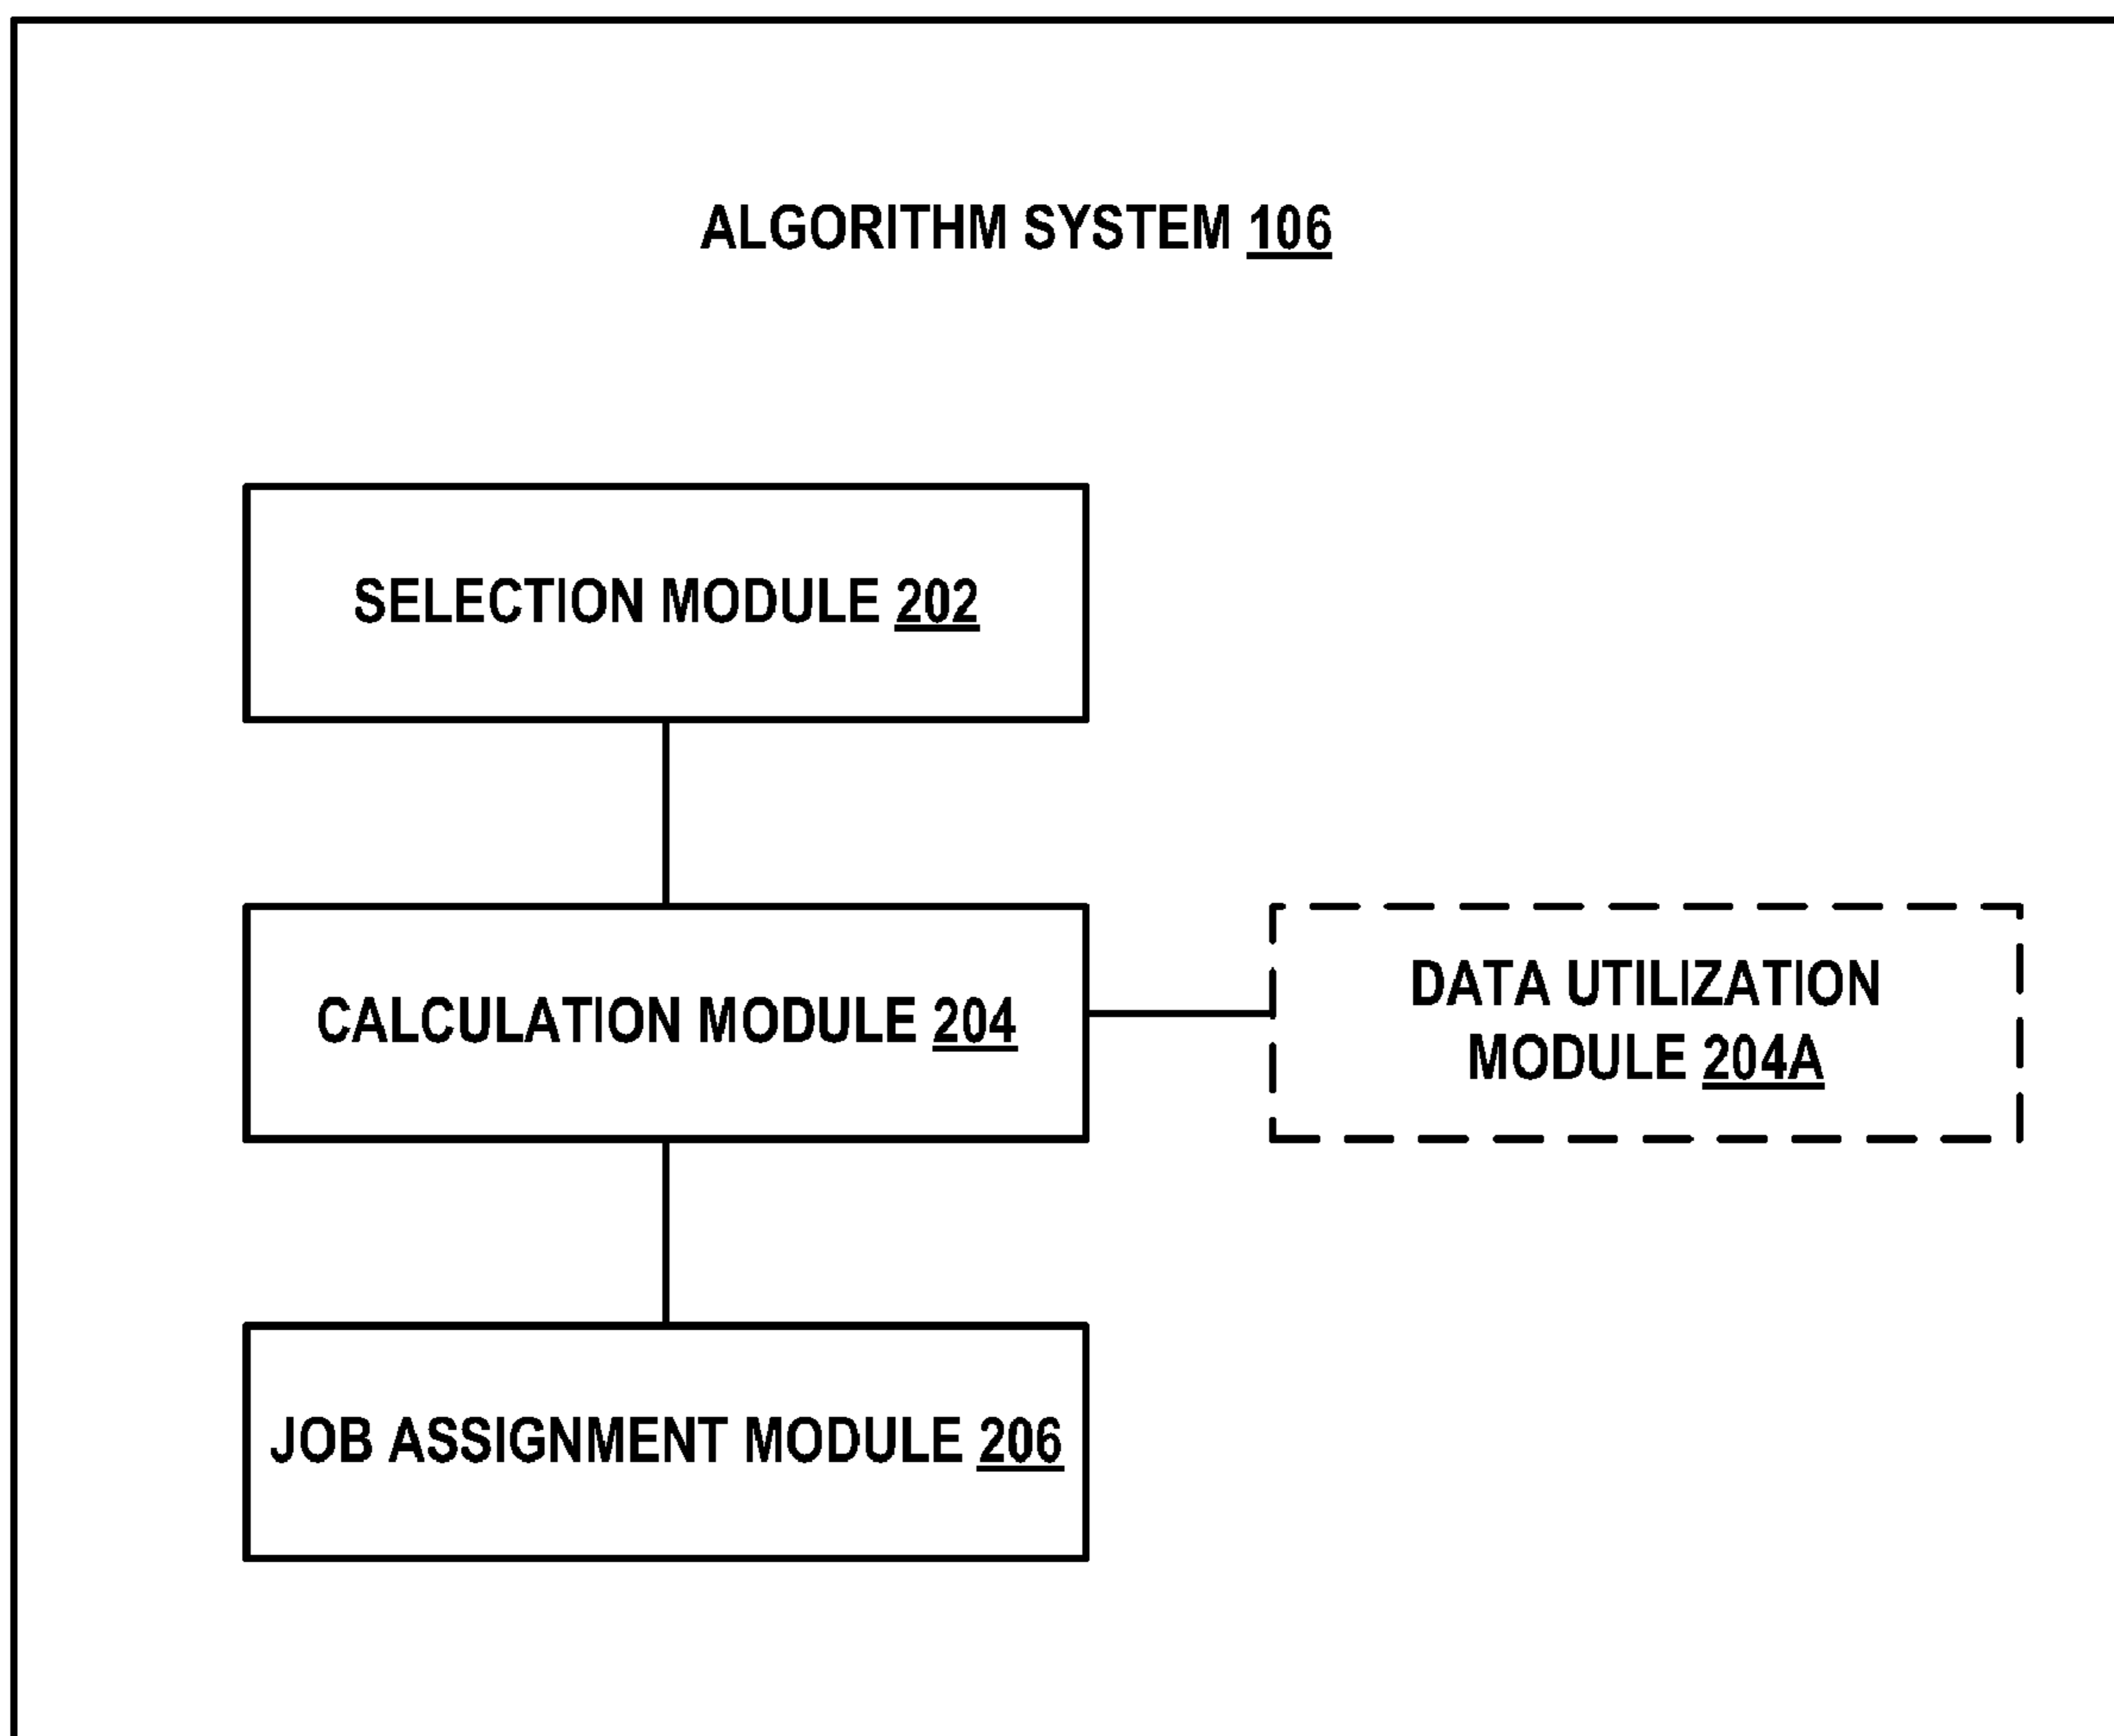 ALGORITHM SYSTEM 106
SELECTION MODULE 202
CALCULATION MODULE 204
DATA UTILIZATION
MODULE 204A
JOB ASSIGNMENT MODULE 206